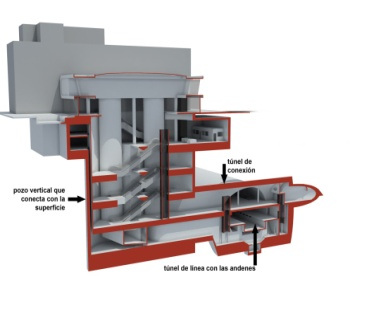 túnel de
conexión
pozo vertical que
conecta con la
superficie
túnel de línea con las andenes